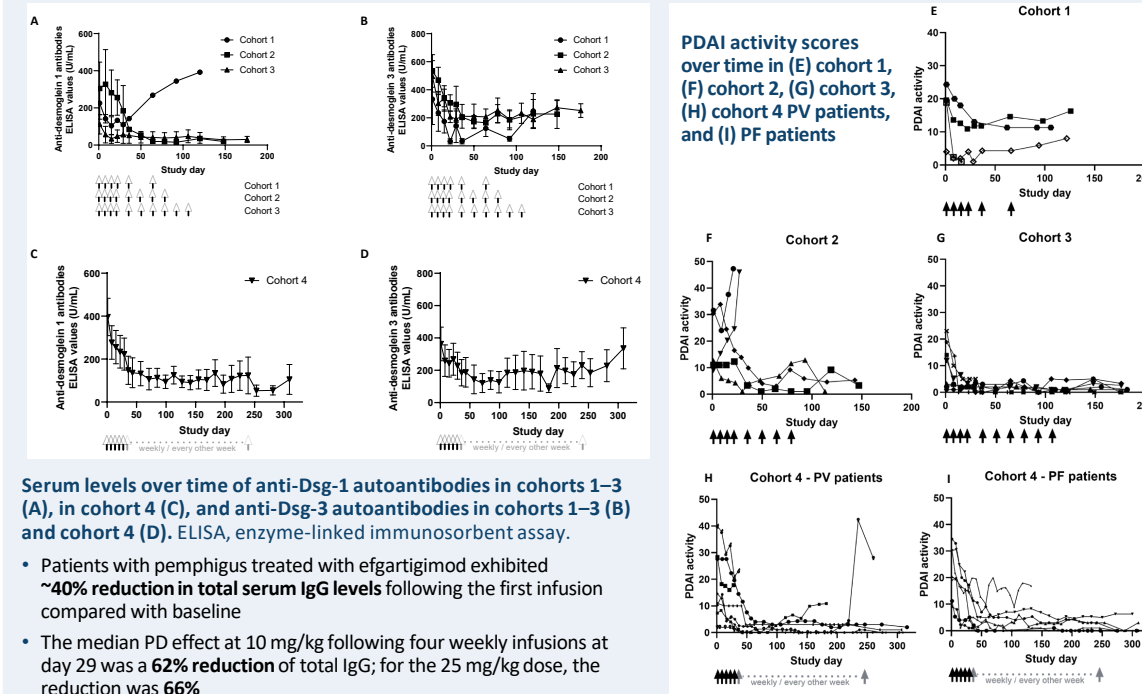 A
Anti-desmoglein 1 antibodies
ELISA values (U/mL)
600
400
200
0
0 50 100 150 200
Study day
Cohort 1
Cohort 2
Cohort 3
Cohort 1
Cohort 2
Cohort 3
B
Anti-desmoglein 3 antibodies
ELISA values (U/mL)
800
600
400
200
0
0 50 100 150 200
Study day
Cohort 1
Cohort 2
Cohort 3
Cohort 1
Cohort 2
Cohort 3
C
Anti-desmoglein 1 antibodies
ELISA values (U/mL)
600
400
200
0
0 50 100 150 200 250 300
Study day
Cohort 4
weekly / every other week
D
Anti-desmoglein 3 antibodies
ELISA values (U/mL)
800
600
400
200
0
0 50 100 150 200 250 300
Study day
Cohort 4
weekly / every other week
Serum levels over time of anti-Dsg-1 autoantibodies in cohorts 1–3
(A), in cohort 4 (C), and anti-Dsg-3 autoantibodies in cohorts 1–3 (B)
and cohort 4 (D). ELISA, enzyme-linked immunosorbent assay.
• Patients with pemphigus treated with efgartigimod exhibited
~40% reduction in total serum IgG levels following the first infusion
compared with baseline
• The median PD effect at 10 mg/kg following four weekly infusions at
day 29 was a 62% reduction of total IgG; for the 25 mg/kg dose, the
reduction was 66%
PDAI activity scores
over time in (E) cohort 1,
(F) cohort 2, (G) cohort 3,
(H) cohort 4 PV patients,
and (I) PF patients
E
Cohort 1
PDAI activity
40
30
20
10
0
0 50 100 150
Study day
F
Cohort 2
PDAI activity
50
40
30
20
10
0
0 50 100 150 200
Study day
G
Cohort 3
PDAI activity
50
40
30
20
10
0
0 50 100 150
Study day
H
Cohort 4 - PV patients
PDAI activity
50
40
30
20
10
0
0 50 100 150 200 250 300
Study day
weekly / every other week
I
Cohort 4 - PF patients
PDAI activity
50
40
30
20
10
0
0 50 100 150 200 250 300
Study day
weekly / every other week